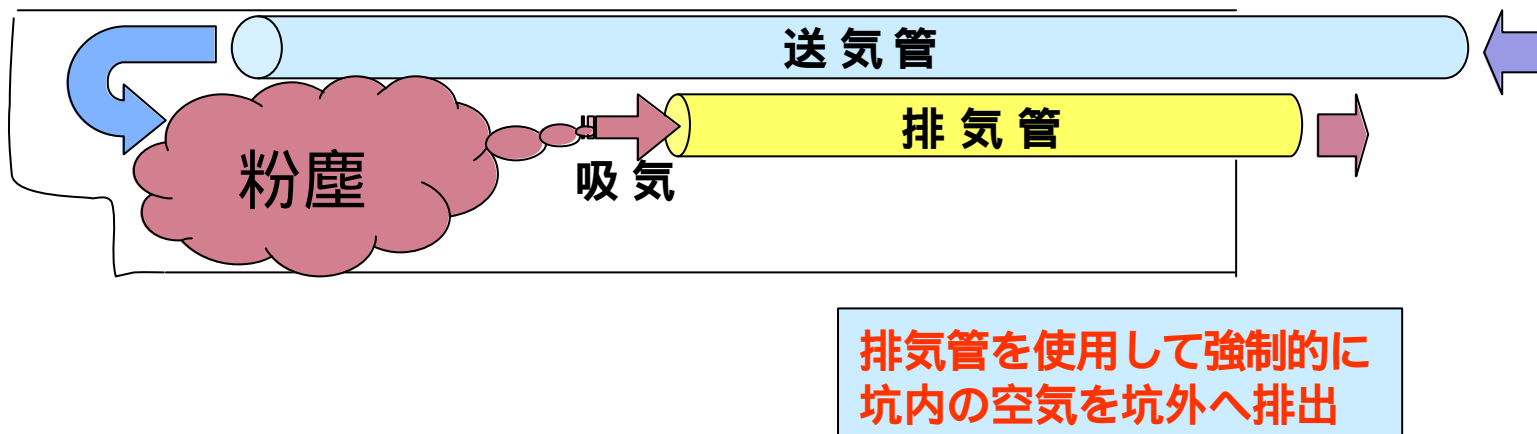 送気管
排気管
吸気
粉塵
排気管を使用して強制的に
坑内の空気を坑外へ排出